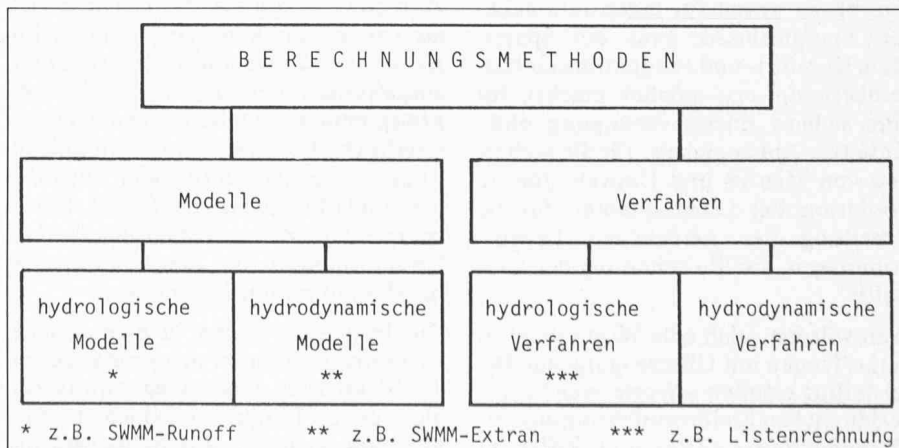 BERECHNUNGSMETHODEN
Modelle
Verfahren
hydrologische
Modelle
*
hydrodynamische
Modelle
**
hydrologische
Verfahren
***
hydrodynamische
Verfahren
* z.B. SWMM-Runoff ** z.B. SWMM-Extran *** z.B. Listenrechnung